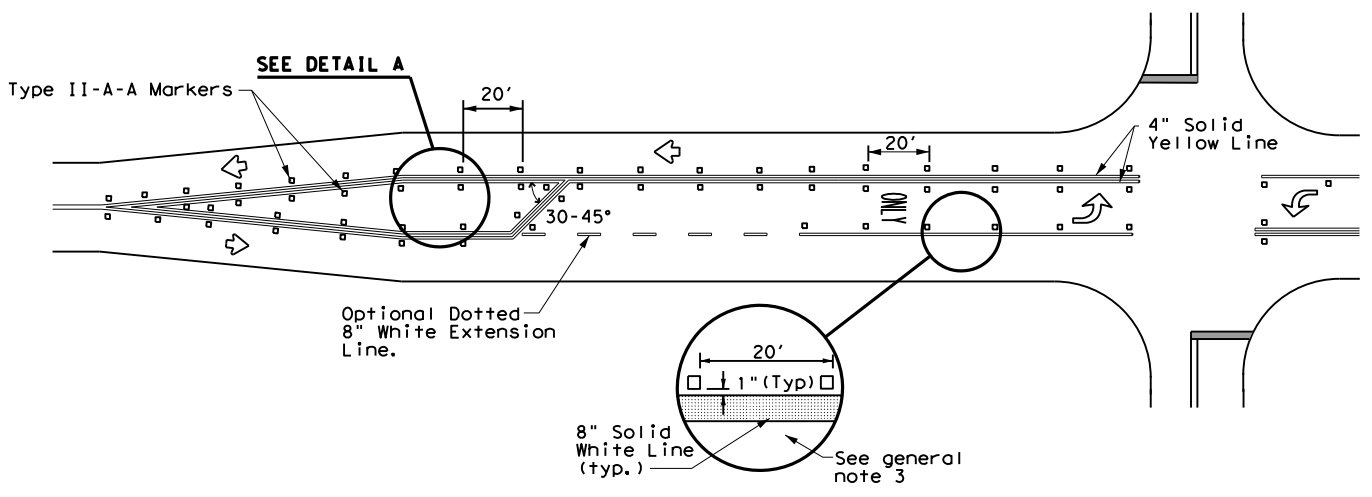 SEE DETAIL A
Type II-A-A Markers
20'
4" Solid
Yellow Line
20'
ONLY
30-45°
Optional Dotted
8" White Extension
Line.
20'
1"(Typ)
8" Solid
White Line
(typ.)
See general
note 3